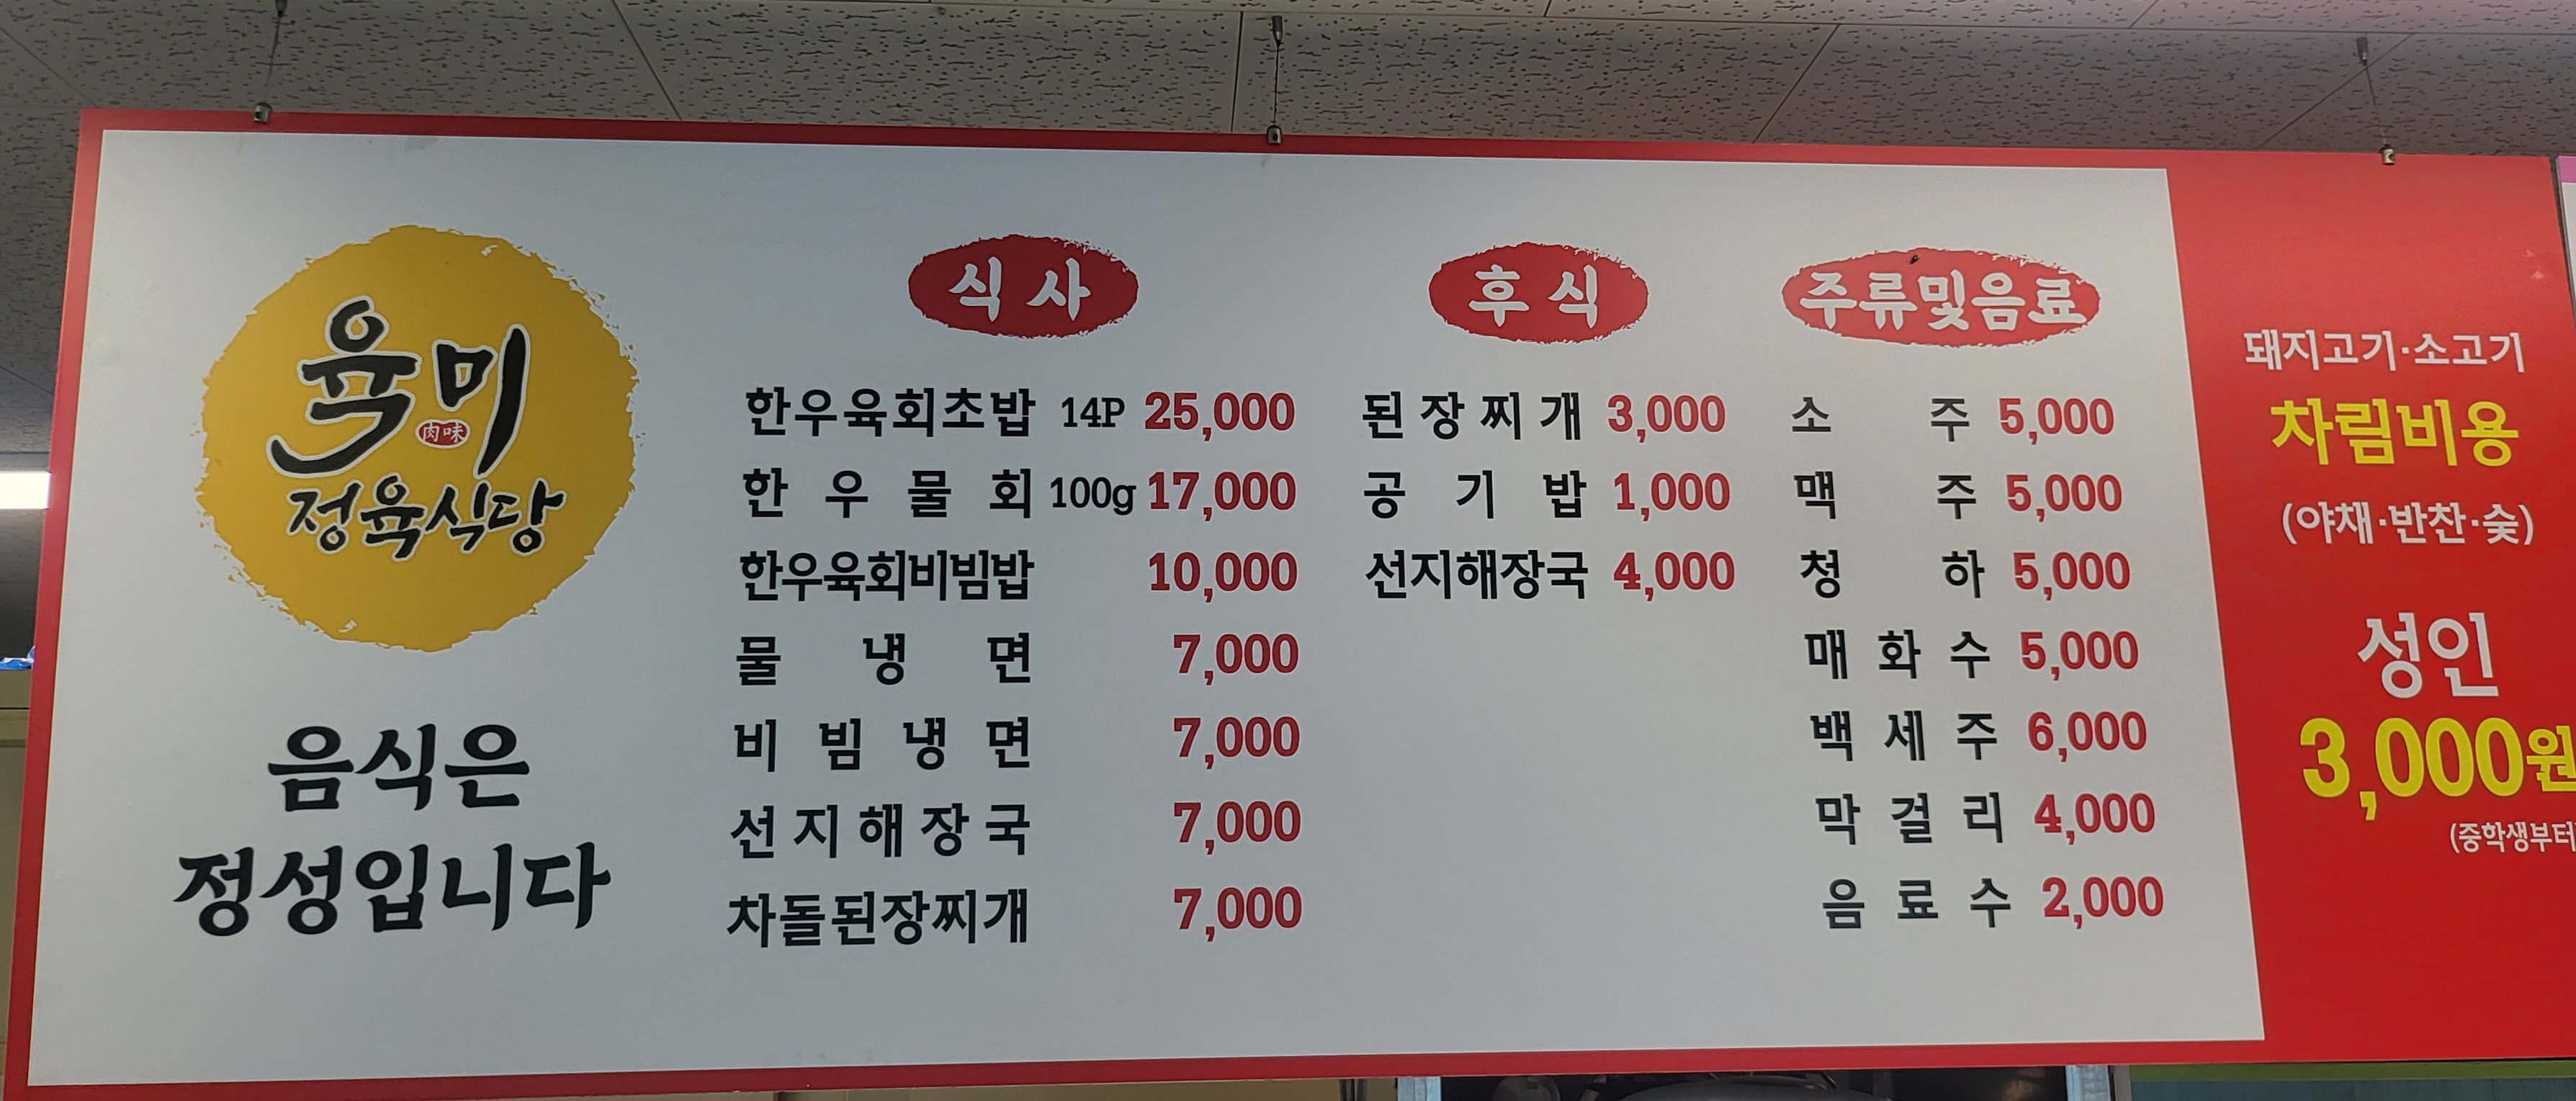 육미
肉味
정육식당
음식은
정성입니다
식사
한우육회초밥 14P 25,000
한우물회 100g 17,000
한우육회비빔밥 10,000
물냉면 7,000
비빔냉면 7,000
선지해장국 7,000
차돌된장찌개 7,000
후식
된장찌개 3,000
공기밥 1,000
선지해장국 4,000
주류및음료
소주 5,000
맥주 5,000
청하 5,000
매화수 5,000
백세주 6,000
막걸리 4,000
음료수 2,000
돼지고기·소고기
차림비용
(야채·반찬·숯)
성인
3,000원
(중학생부터